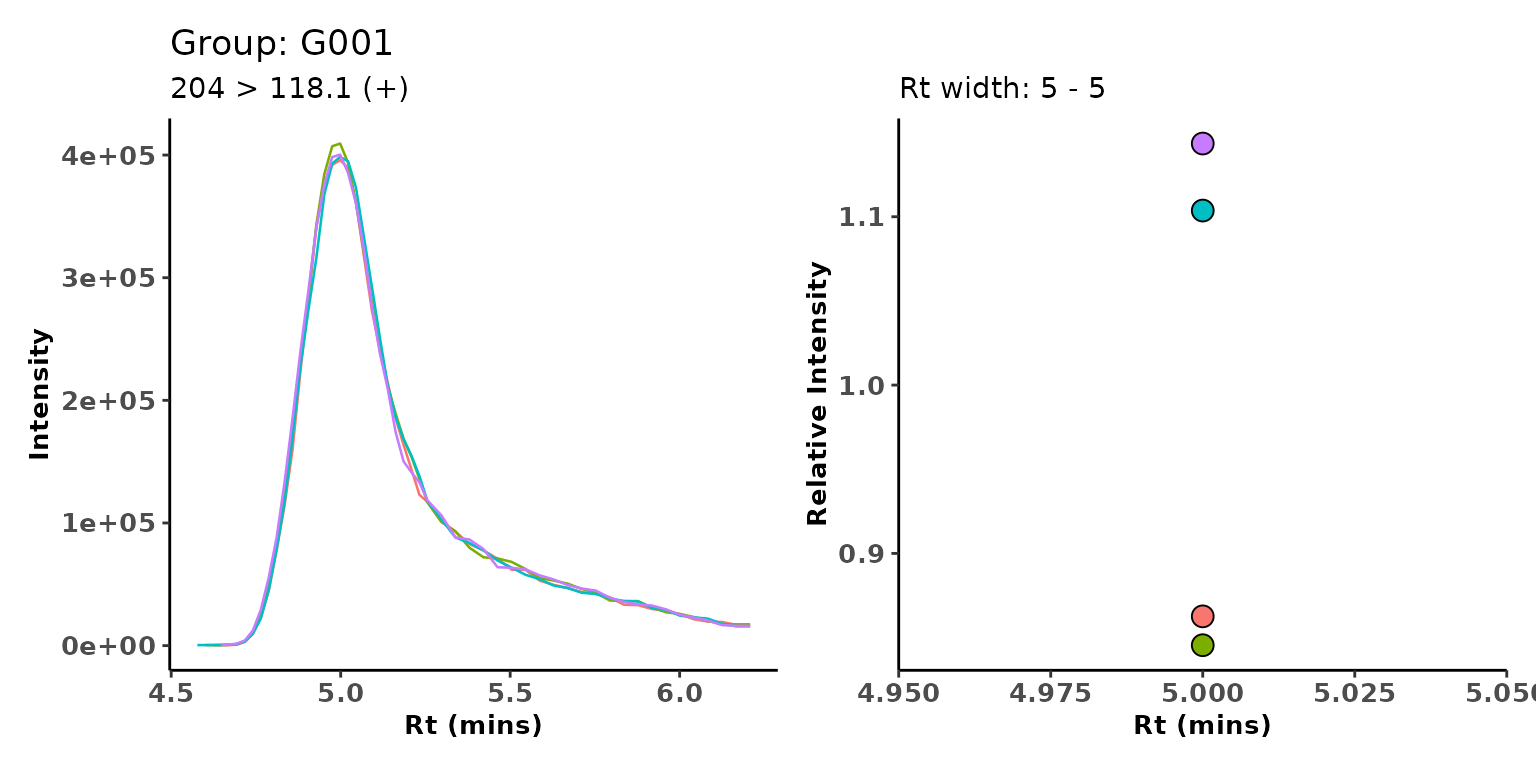 Group: G001
204 > 118.1 (+)
Intensity
4e+05
3e+05
2e+05
1e+05
0e+00
4.5 5.0 5.5 6.0
Rt (mins)
Rt width: 5 - 5
Relative Intensity
1.1
1.0
0.9
4.950 4.975 5.000 5.025 5.050
Rt (mins)